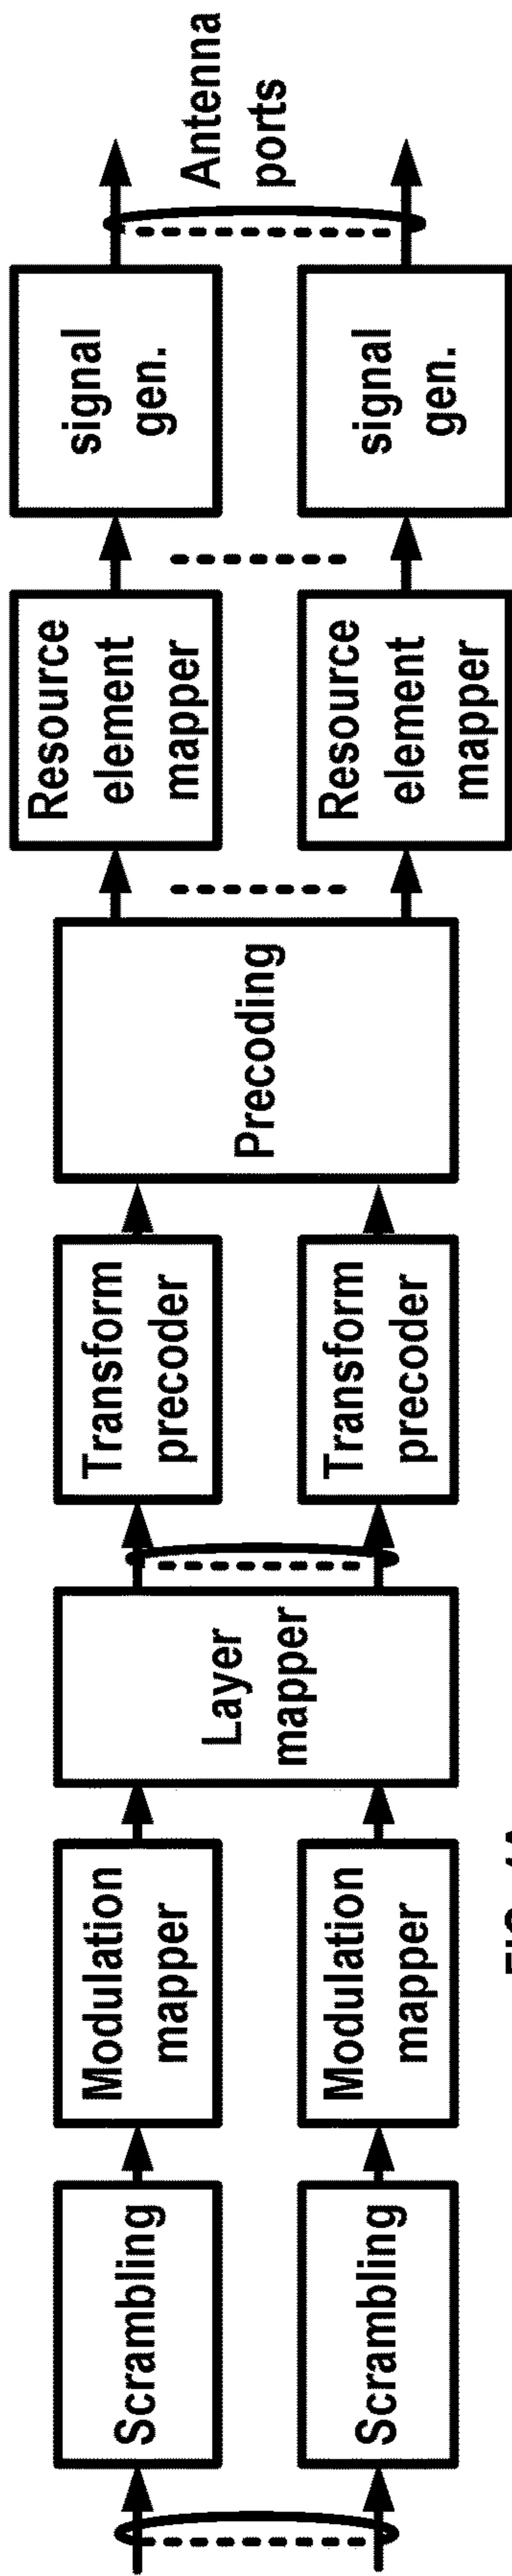 Scrambling
Scrambling
Modulation
mapper
Modulation
mapper
Layer
mapper
Transform
precoder
Transform
precoder
Precoding
Resource
element
mapper
Resource
element
mapper
signal
gen.
signal
gen.
Antenna
ports